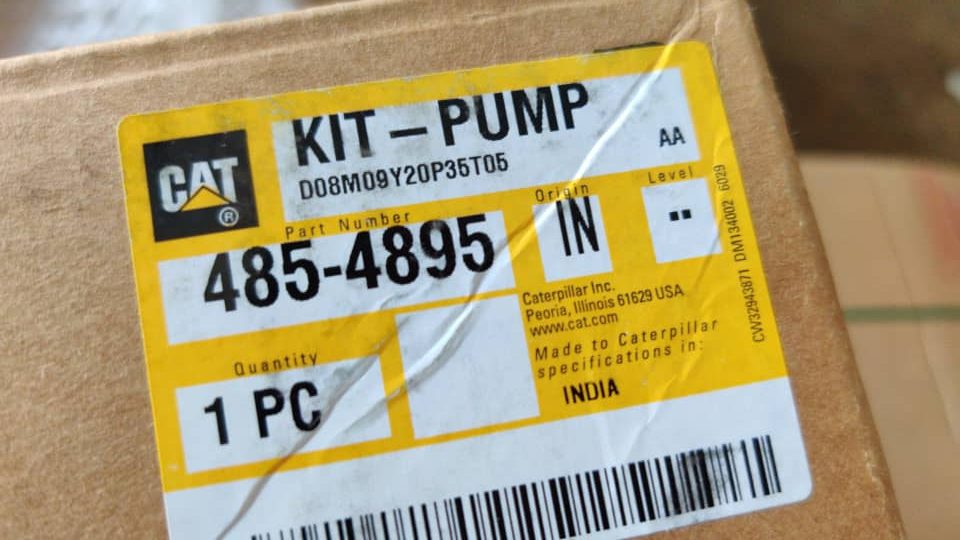 KIT – PUMP
D08M09Y20P35T05
AA
CAT
®
Part Number
485-4895
Origin
IN
Level
--
Quantity
1 PC
Caterpillar Inc.
Peoria, Illinois 61629 USA
www.cat.com
Made to Caterpillar
specifications in:
INDIA
CW32943871 DM134002 6029